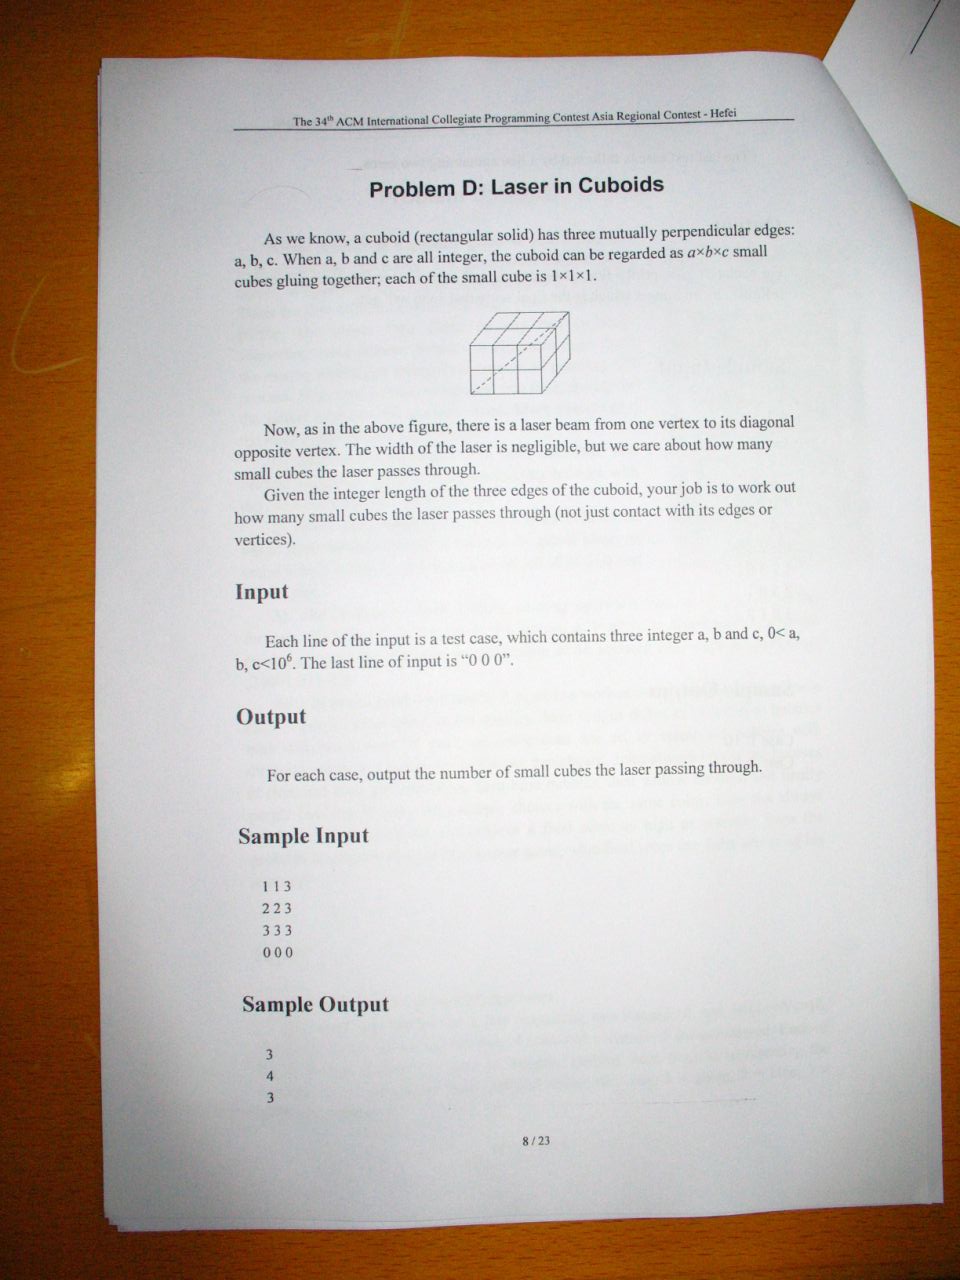 The 34th ACM International Collegiate Programming Contest Asia Regional Contest - Hefei
Problem D: Laser in Cuboids
As we know, a cuboid (rectangular solid) has three mutually perpendicular edges:
a, b, c. When a, b and c are all integer, the cuboid can be regarded as a×b×c small
cubes gluing together; each of the small cube is 1×1×1.
Now, as in the above figure, there is a laser beam from one vertex to its diagonal
opposite vertex. The width of the laser is negligible, but we care about how many
small cubes the laser passes through.
Given the integer length of the three edges of the cuboid, your job is to work out
how many small cubes the laser passes through (not just contact with its edges or
vertices).
Input
Each line of the input is a test case, which contains three integer a, b and c, 0< a,
b, c<10⁶. The last line of input is “0 0 0”.
Output
For each case, output the number of small cubes the laser passing through.
Sample Input
1 1 3
2 2 3
3 3 3
0 0 0
Sample Output
3
4
3
8 / 23